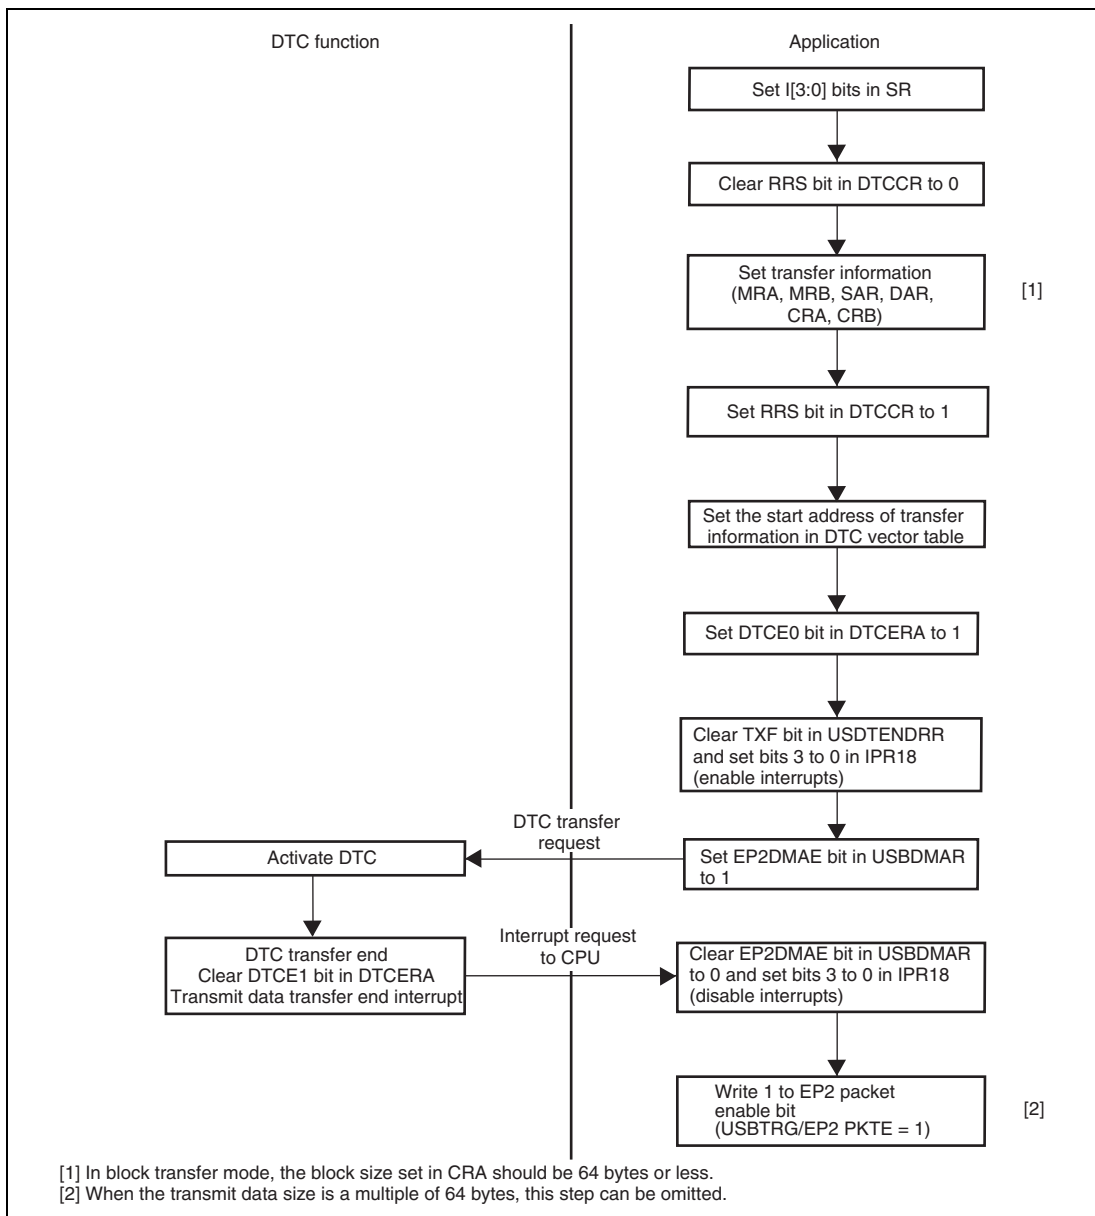 DTC function
Application
Set I[3:0] bits in SR
Clear RRS bit in DTCCR to 0
Set transfer information
(MRA, MRB, SAR, DAR,
CRA, CRB)
[1]
Set RRS bit in DTCCR to 1
Set the start address of transfer
information in DTC vector table
Set DTCE0 bit in DTCERA to 1
Clear TXF bit in USDTENDRR
and set bits 3 to 0 in IPR18
(enable interrupts)
DTC transfer
request
Activate DTC
Set EP2DMAE bit in USBDMAR
to 1
DTC transfer end
Clear DTCE1 bit in DTCERA
Transmit data transfer end interrupt
Interrupt request
to CPU
Clear EP2DMAE bit in USBDMAR
to 0 and set bits 3 to 0 in IPR18
(disable interrupts)
Write 1 to EP2 packet
enable bit
(USBTRG/EP2 PKTE = 1)
[2]
[1] In block transfer mode, the block size set in CRA should be 64 bytes or less.
[2] When the transmit data size is a multiple of 64 bytes, this step can be omitted.